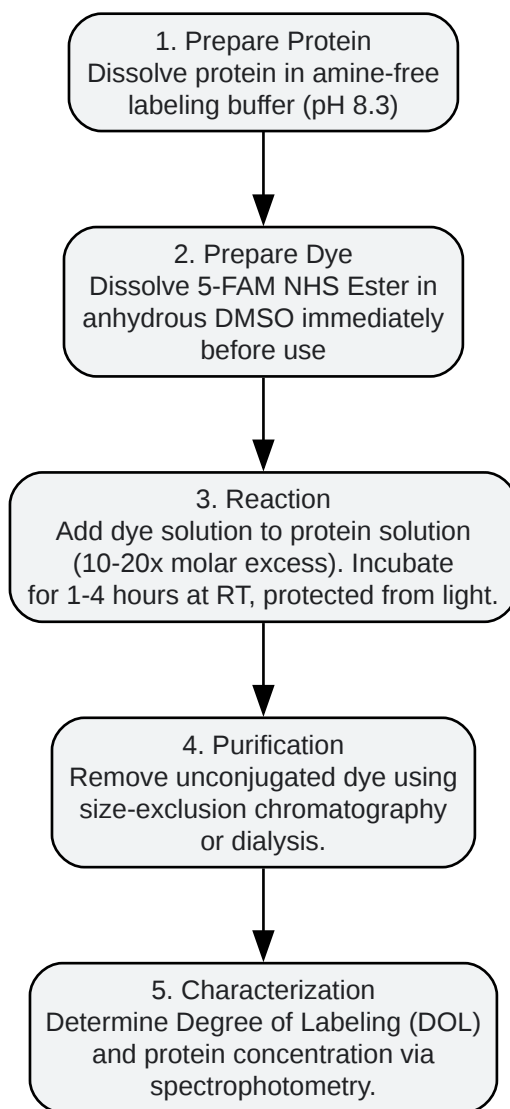 1. Prepare Protein
Dissolve protein in amine-free
labeling buffer (pH 8.3)
2. Prepare Dye
Dissolve 5-FAM NHS Ester in
anhydrous DMSO immediately
before use
3. Reaction
Add dye solution to protein solution
(10-20x molar excess). Incubate
for 1-4 hours at RT, protected from light.
4. Purification
Remove unconjugated dye using
size-exclusion chromatography
or dialysis.
5. Characterization
Determine Degree of Labeling (DOL)
and protein concentration via
spectrophotometry.